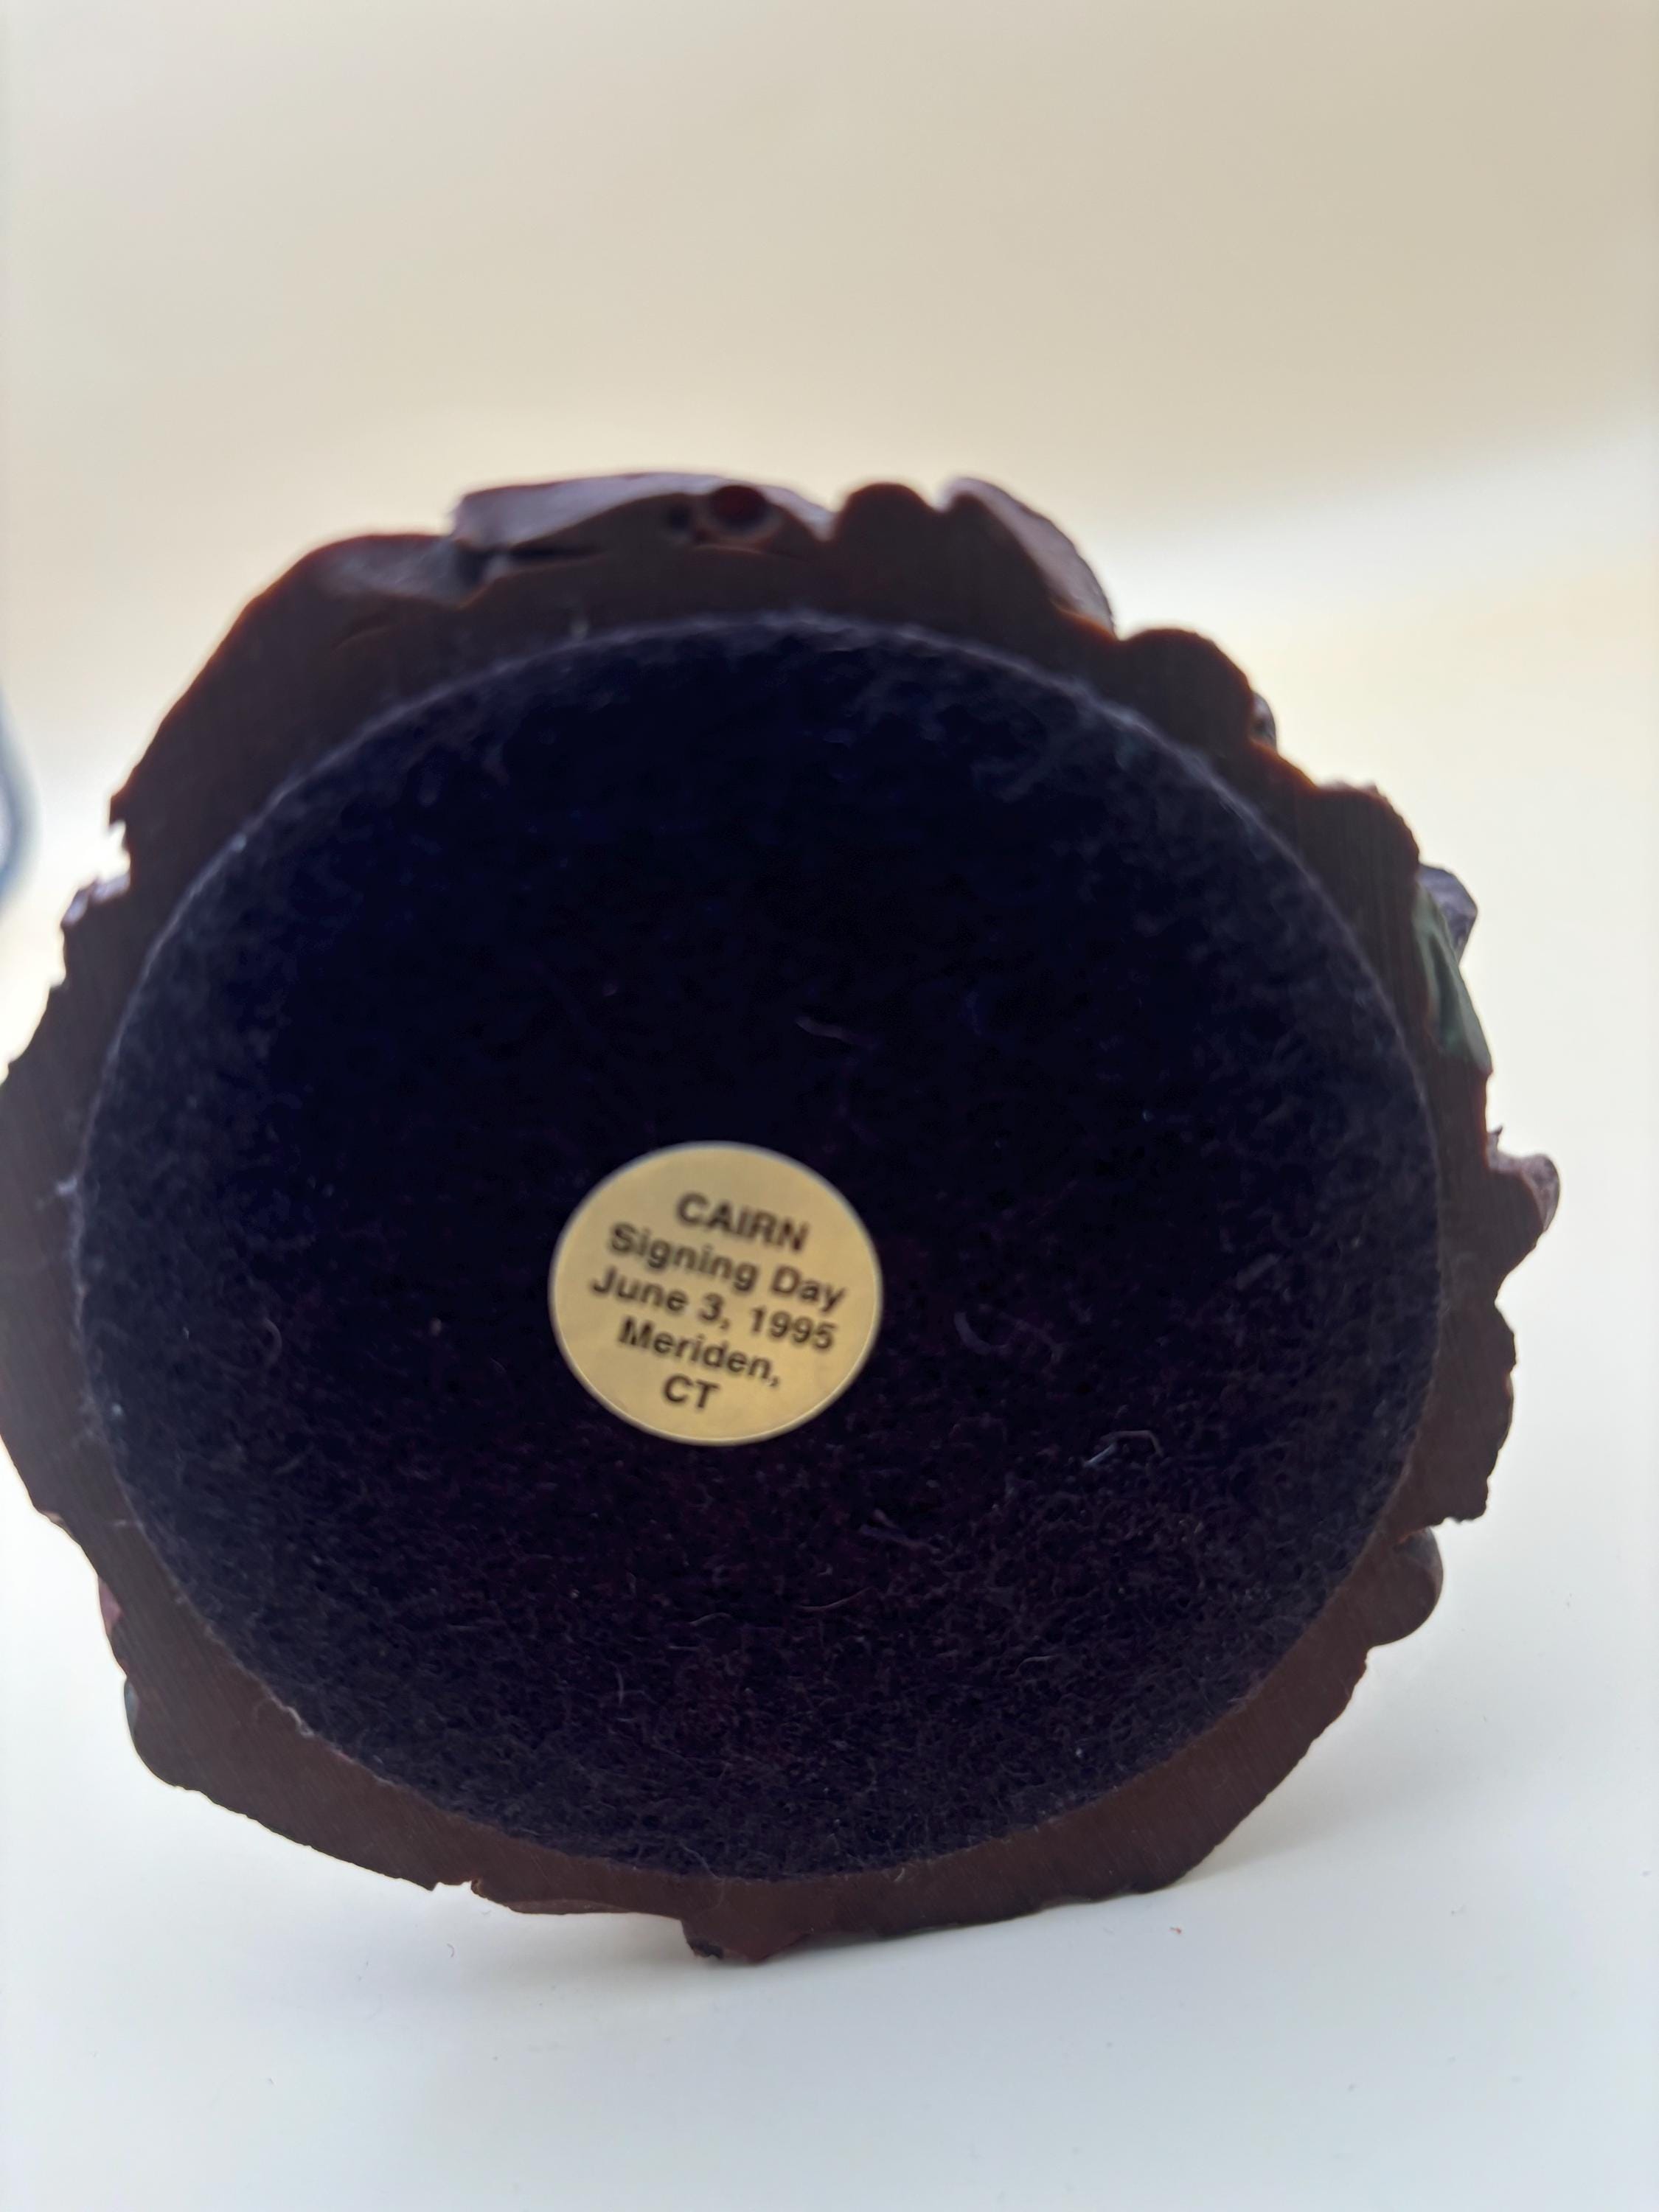 CAIRN
Signing Day
June 3, 1995
Meriden,
CT